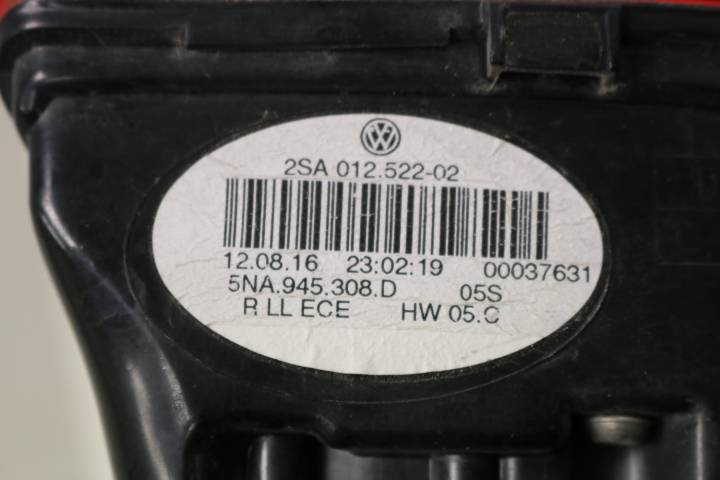 2SA 012.522-02
12.08.16 23:02:19 00037631
5NA.945.308.D 05S
R LL ECE HW 05.C